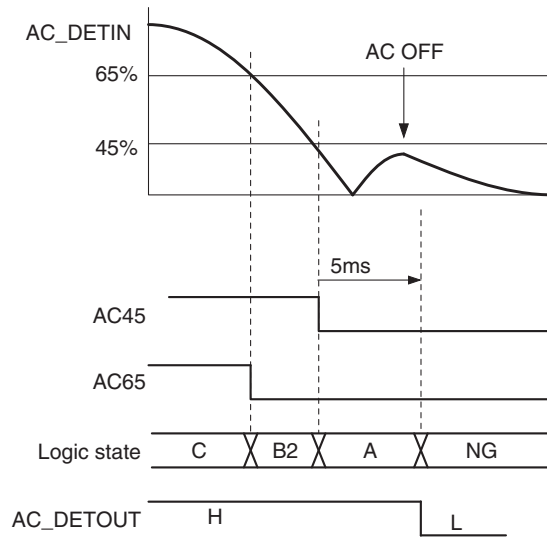 AC_DETIN
AC OFF
65%
45%
5ms
AC45
AC65
Logic state C B2 A NG
AC_DETOUT H L